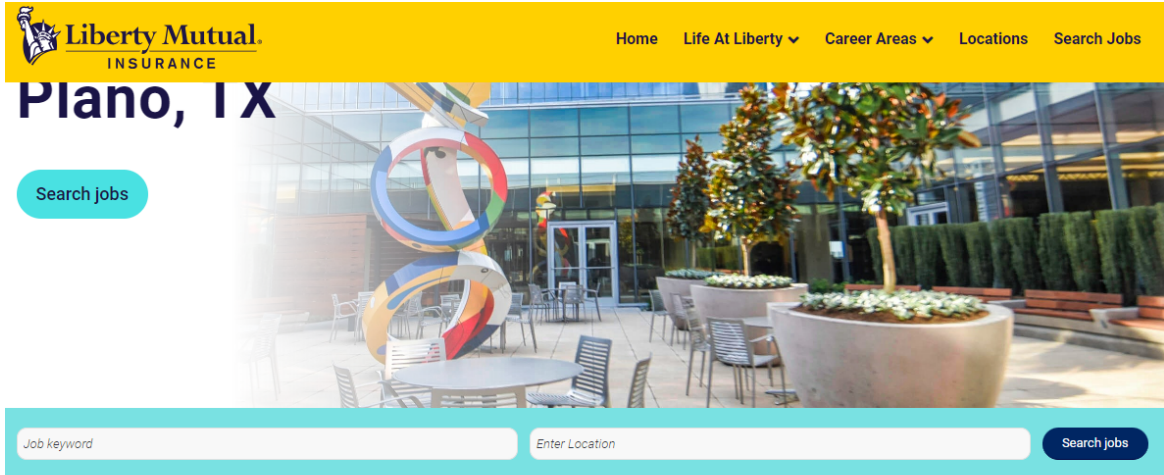 Liberty Mutual.
INSURANCE
Home Life At Liberty Career Areas Locations Search Jobs
Plano, TX
Search jobs
Job keyword Enter Location Search jobs